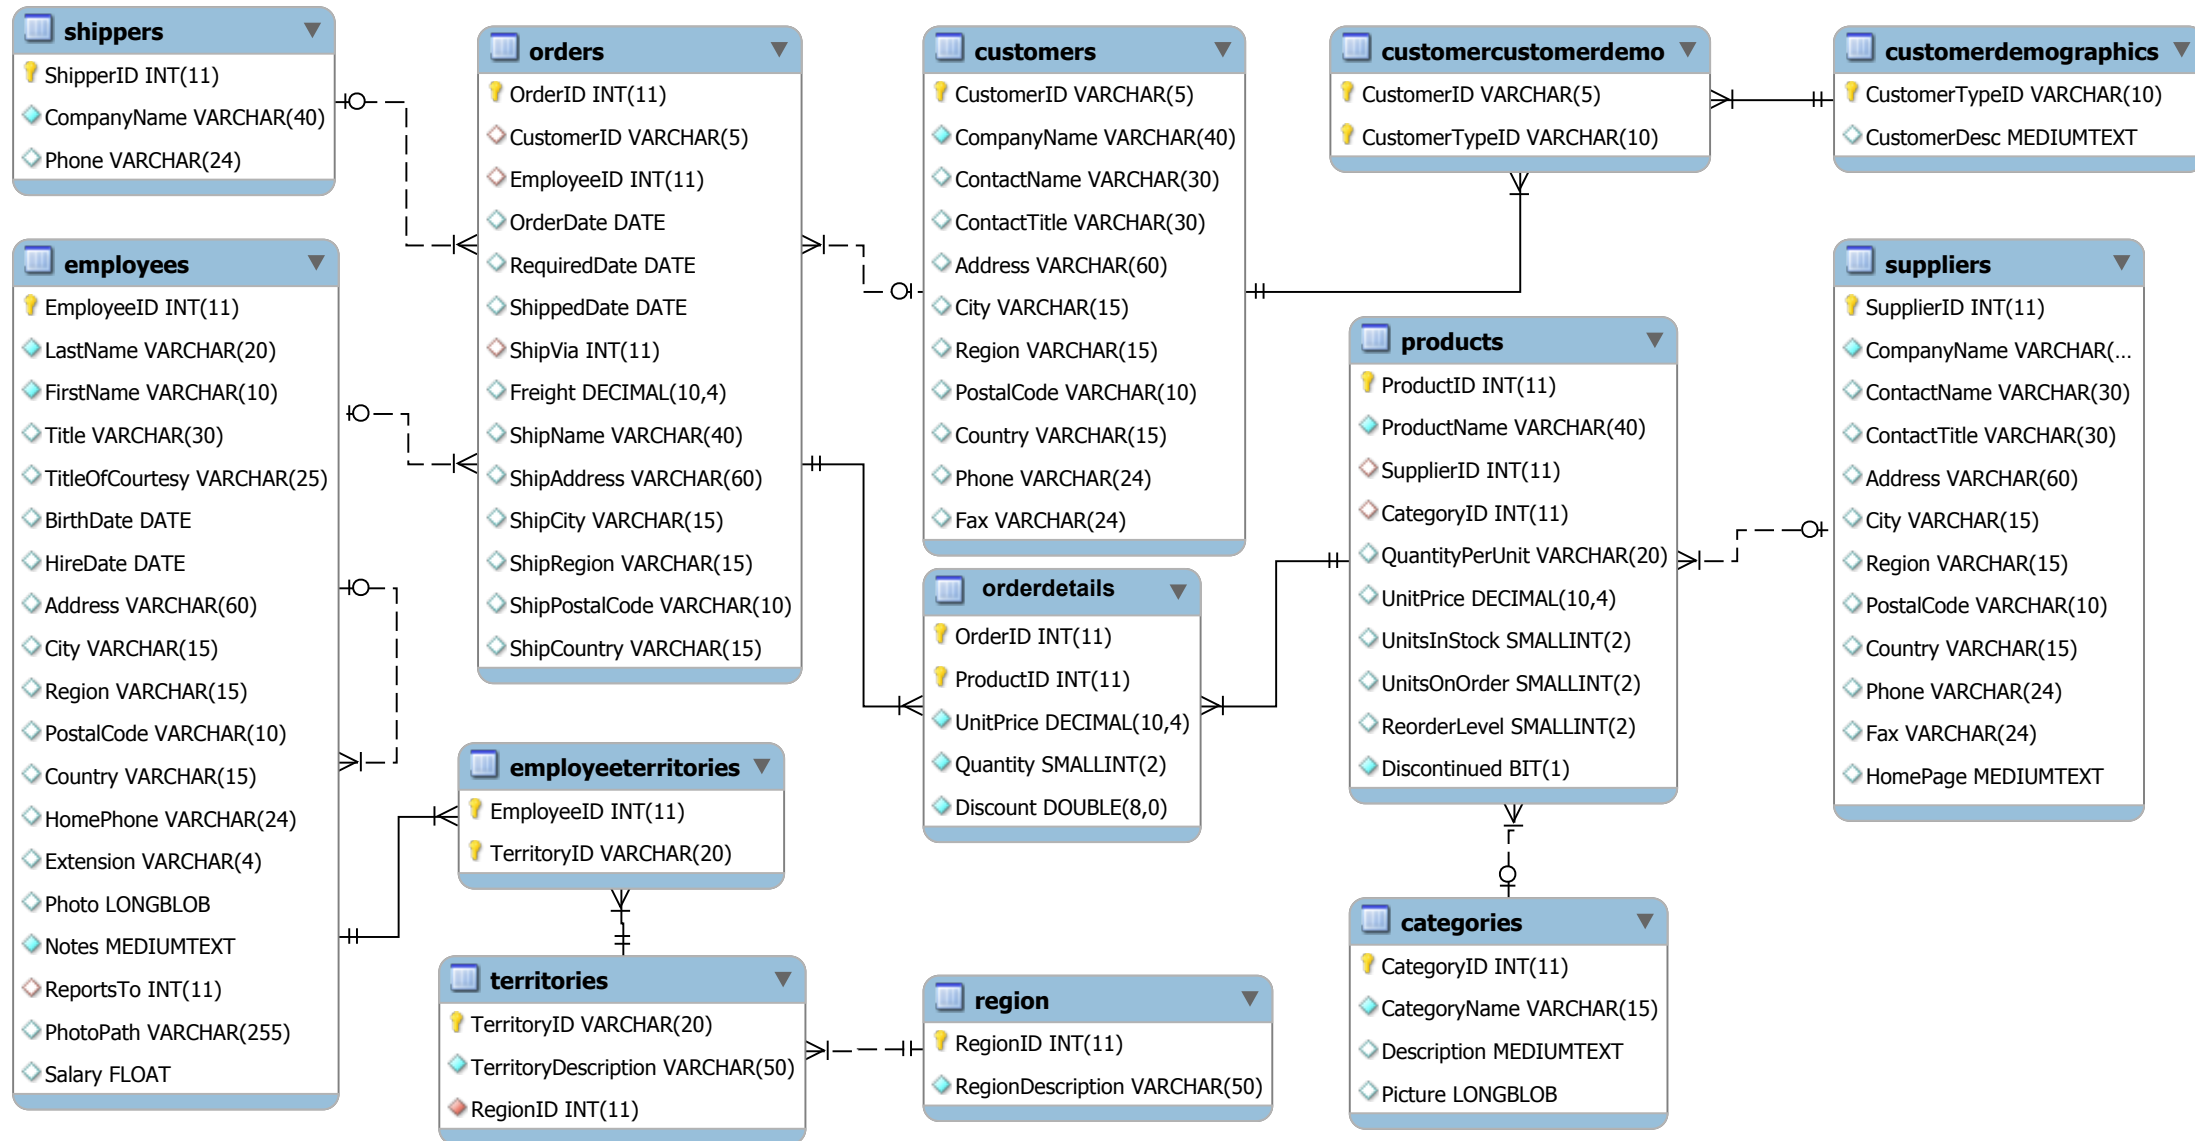 shippers
ShipperID INT(11)
CompanyName VARCHAR(40)
Phone VARCHAR(24)
employees
EmployeeID INT(11)
LastName VARCHAR(20)
FirstName VARCHAR(10)
Title VARCHAR(30)
TitleOfCourtesy VARCHAR(25)
BirthDate DATE
HireDate DATE
Address VARCHAR(60)
City VARCHAR(15)
Region VARCHAR(15)
PostalCode VARCHAR(10)
Country VARCHAR(15)
HomePhone VARCHAR(24)
Extension VARCHAR(4)
Photo LONGBLOB
Notes MEDIUMTEXT
ReportsTo INT(11)
PhotoPath VARCHAR(255)
Salary FLOAT
orders
OrderID INT(11)
CustomerID VARCHAR(5)
EmployeeID INT(11)
OrderDate DATE
RequiredDate DATE
ShippedDate DATE
ShipVia INT(11)
Freight DECIMAL(10,4)
ShipName VARCHAR(40)
ShipAddress VARCHAR(60)
ShipCity VARCHAR(15)
ShipRegion VARCHAR(15)
ShipPostalCode VARCHAR(10)
ShipCountry VARCHAR(15)
employeeterritories
EmployeeID INT(11)
TerritoryID VARCHAR(20)
territories
TerritoryID VARCHAR(20)
TerritoryDescription VARCHAR(50)
RegionID INT(11)
customers
CustomerID VARCHAR(5)
CompanyName VARCHAR(40)
ContactName VARCHAR(30)
ContactTitle VARCHAR(30)
Address VARCHAR(60)
City VARCHAR(15)
Region VARCHAR(15)
PostalCode VARCHAR(10)
Country VARCHAR(15)
Phone VARCHAR(24)
Fax VARCHAR(24)
orderdetails
OrderID INT(11)
ProductID INT(11)
UnitPrice DECIMAL(10,4)
Quantity SMALLINT(2)
Discount DOUBLE(8,0)
region
RegionID INT(11)
RegionDescription VARCHAR(50)
customercustomerdemo
CustomerID VARCHAR(5)
CustomerTypeID VARCHAR(10)
products
ProductID INT(11)
ProductName VARCHAR(40)
SupplierID INT(11)
CategoryID INT(11)
QuantityPerUnit VARCHAR(20)
UnitPrice DECIMAL(10,4)
UnitsInStock SMALLINT(2)
UnitsOnOrder SMALLINT(2)
ReorderLevel SMALLINT(2)
Discontinued BIT(1)
categories
CategoryID INT(11)
CategoryName VARCHAR(15)
Description MEDIUMTEXT
Picture LONGBLOB
customerdemographics
CustomerTypeID VARCHAR(10)
CustomerDesc MEDIUMTEXT
suppliers
SupplierID INT(11)
CompanyName VARCHAR(...
ContactName VARCHAR(30)
ContactTitle VARCHAR(30)
Address VARCHAR(60)
City VARCHAR(15)
Region VARCHAR(15)
PostalCode VARCHAR(10)
Country VARCHAR(15)
Phone VARCHAR(24)
Fax VARCHAR(24)
HomePage MEDIUMTEXT